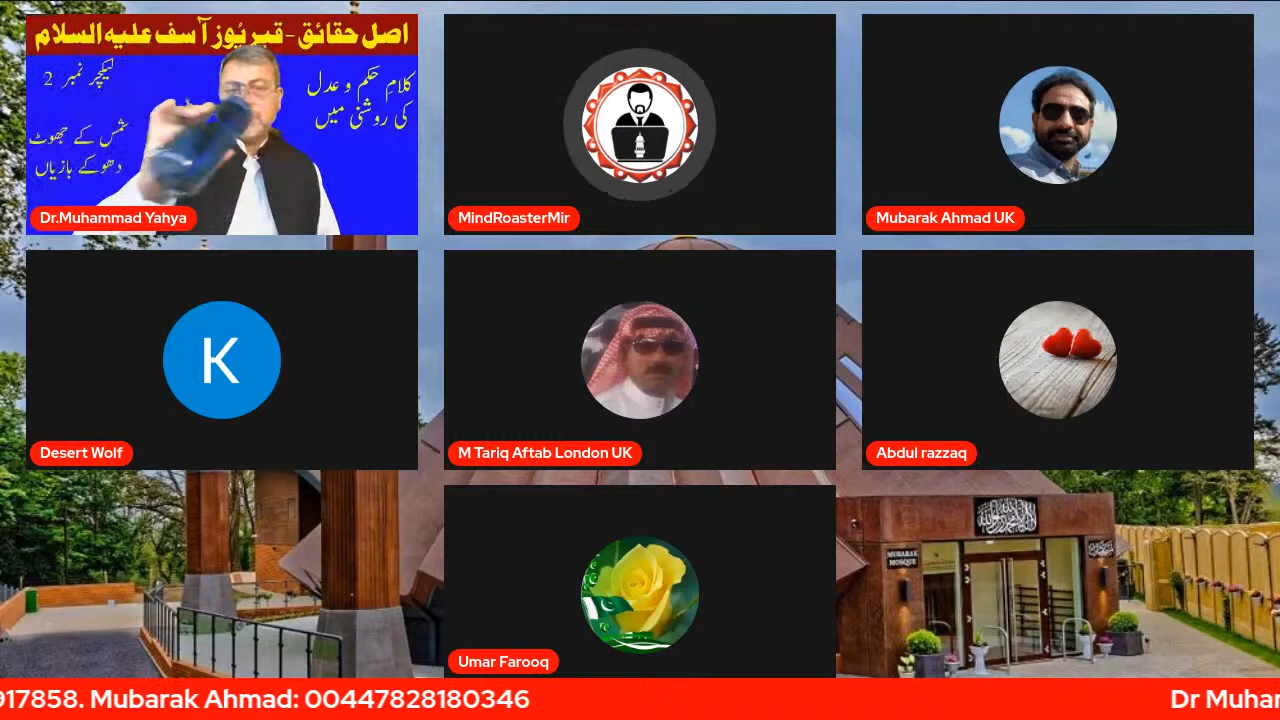 اصل حقائق - قبر یُوز آسف علیہ السلام
لیکچر نمبر 2
کلامِ حکم و عدل
کی روشنی میں
شمس کے جھوٹ
دھوکے بازیاں
Dr.Muhammad Yahya
MindRoasterMir
Mubarak Ahmad UK
K
Desert Wolf
M Tariq Aftab London UK
Abdul razzaq
MUBARAK
MOSQUE
Umar Farooq
917858. Mubarak Ahmad: 00447828180346
Dr Muha